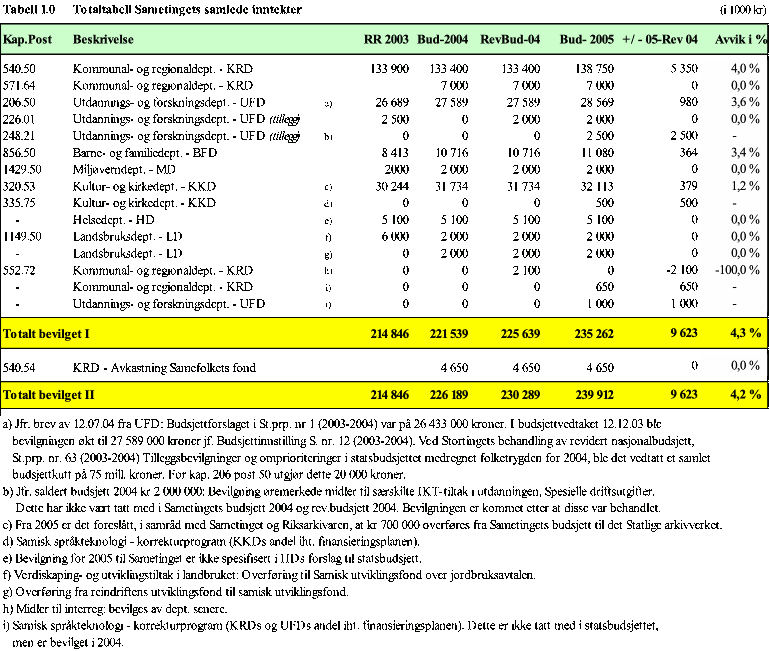 Tabell 1.0 Totaltabell Sametingets samlede inntekter (i 1000 kr)
Kap.Post Beskrivelse RR 2003 Bud-2004 RevBud-04 Bud- 2005 +/- 05-Rev 04 Avvik i %
540.50 Kommunal- og regionaldept. - KRD 133 900 133 400 133 400 138 750 5 350 4,0 %
571.64 Kommunal- og regionaldept. - KRD 7 000 7 000 7 000 0 0,0 %
206.50 Utdannings- og forskningsdept. - UFD a) 26 689 27 589 27 589 28 569 980 3,6 %
226.01 Utdannings- og forskningsdept. - UFD (tillegg) 2 500 0 2 000 2 000 0 0,0 %
248.21 Utdannings- og forskningsdept. - UFD (tillegg) b) 0 0 0 2 500 2 500 -
856.50 Barne- og familiedept. - BFD 8 413 10 716 10 716 11 080 364 3,4 %
1429.50 Miljøverndept. - MD 2000 2 000 2 000 2 000 0 0,0 %
320.53 Kultur- og kirkedept. - KKD c) 30 244 31 734 31 734 32 113 379 1,2 %
335.75 Kultur- og kirkedept. - KKD d) 0 0 0 500 500 -
- Helsedept. - HD e) 5 100 5 100 5 100 5 100 0 0,0 %
1149.50 Landsbruksdept. - LD f) 6 000 2 000 2 000 2 000 0 0,0 %
- Landsbruksdept. - LD g) 0 2 000 2 000 2 000 0 0,0 %
552.72 Kommunal- og regionaldept. - KRD h) 0 0 2 100 0 -2 100 -100,0 %
- Kommunal- og regionaldept. - KRD i) 0 0 0 650 650 -
- Utdannings- og forskningsdept. - UFD i) 0 0 0 1 000 1 000 -
Totalt bevilget I 214 846 221 539 225 639 235 262 9 623 4,3 %
540.54 KRD - Avkastning Samefolkets fond 4 650 4 650 4 650 0 0,0 %
Totalt bevilget II 214 846 226 189 230 289 239 912 9 623 4,2 %
a) Jfr. brev av 12.07.04 fra UFD: Budsjettforslaget i St.prp. nr 1 (2003-2004) var på 26 433 000 kroner. I budsjettvedtaket 12.12.03 ble
bevilgningen økt til 27 589 000 kroner jf. Budsjettinnstilling S. nr. 12 (2003-2004). Ved Stortingets behandling av revidert nasjonalbudsjett,
St.prp. nr. 63 (2003-2004) Tilleggsbevilgninger og omprioriteringer i statsbudsjettet medregnet folketrygden for 2004, ble det vedtatt et samlet
budsjettkutt på 75 mill. kroner. For kap. 206 post 50 utgjør dette 20 000 kroner.
b) Jfr. saldert budsjett 2004 kr 2 000 000: Bevilgning øremerkede midler til særskilte IKT-tiltak i utdanningen, Spesielle driftsutgifter.
Dette har ikke vært tatt med i Sametingets budsjett 2004 og rev.budsjett 2004. Bevilgningen er kommet etter at disse var behandlet.
c) Fra 2005 er det foreslått, i samråd med Sametinget og Riksarkivaren, at kr 700 000 overføres fra Sametingets budsjett til det Statlige arkivverket.
d) Samisk språkteknologi - korrekturprogram (KKDs andel iht. finansieringsplanen).
e) Bevilgning for 2005 til Sametinget er ikke spesifisert i HDs forslag til statsbudsjett.
f) Verdiskaping- og utviklingstiltak i landbruket: Overføring til Samisk utviklingsfond over jordbruksavtalen.
g) Overføring fra reindriftens utviklingsfond til samisk utviklingsfond.
h) Midler til interreg: bevilges av dept. senere.
i) Samisk språkteknologi - korrekturprogram (KRDs og UFDs andel iht. finansieringsplanen). Dette er ikke tatt med i statsbudsjettet,
men er bevilget i 2004.